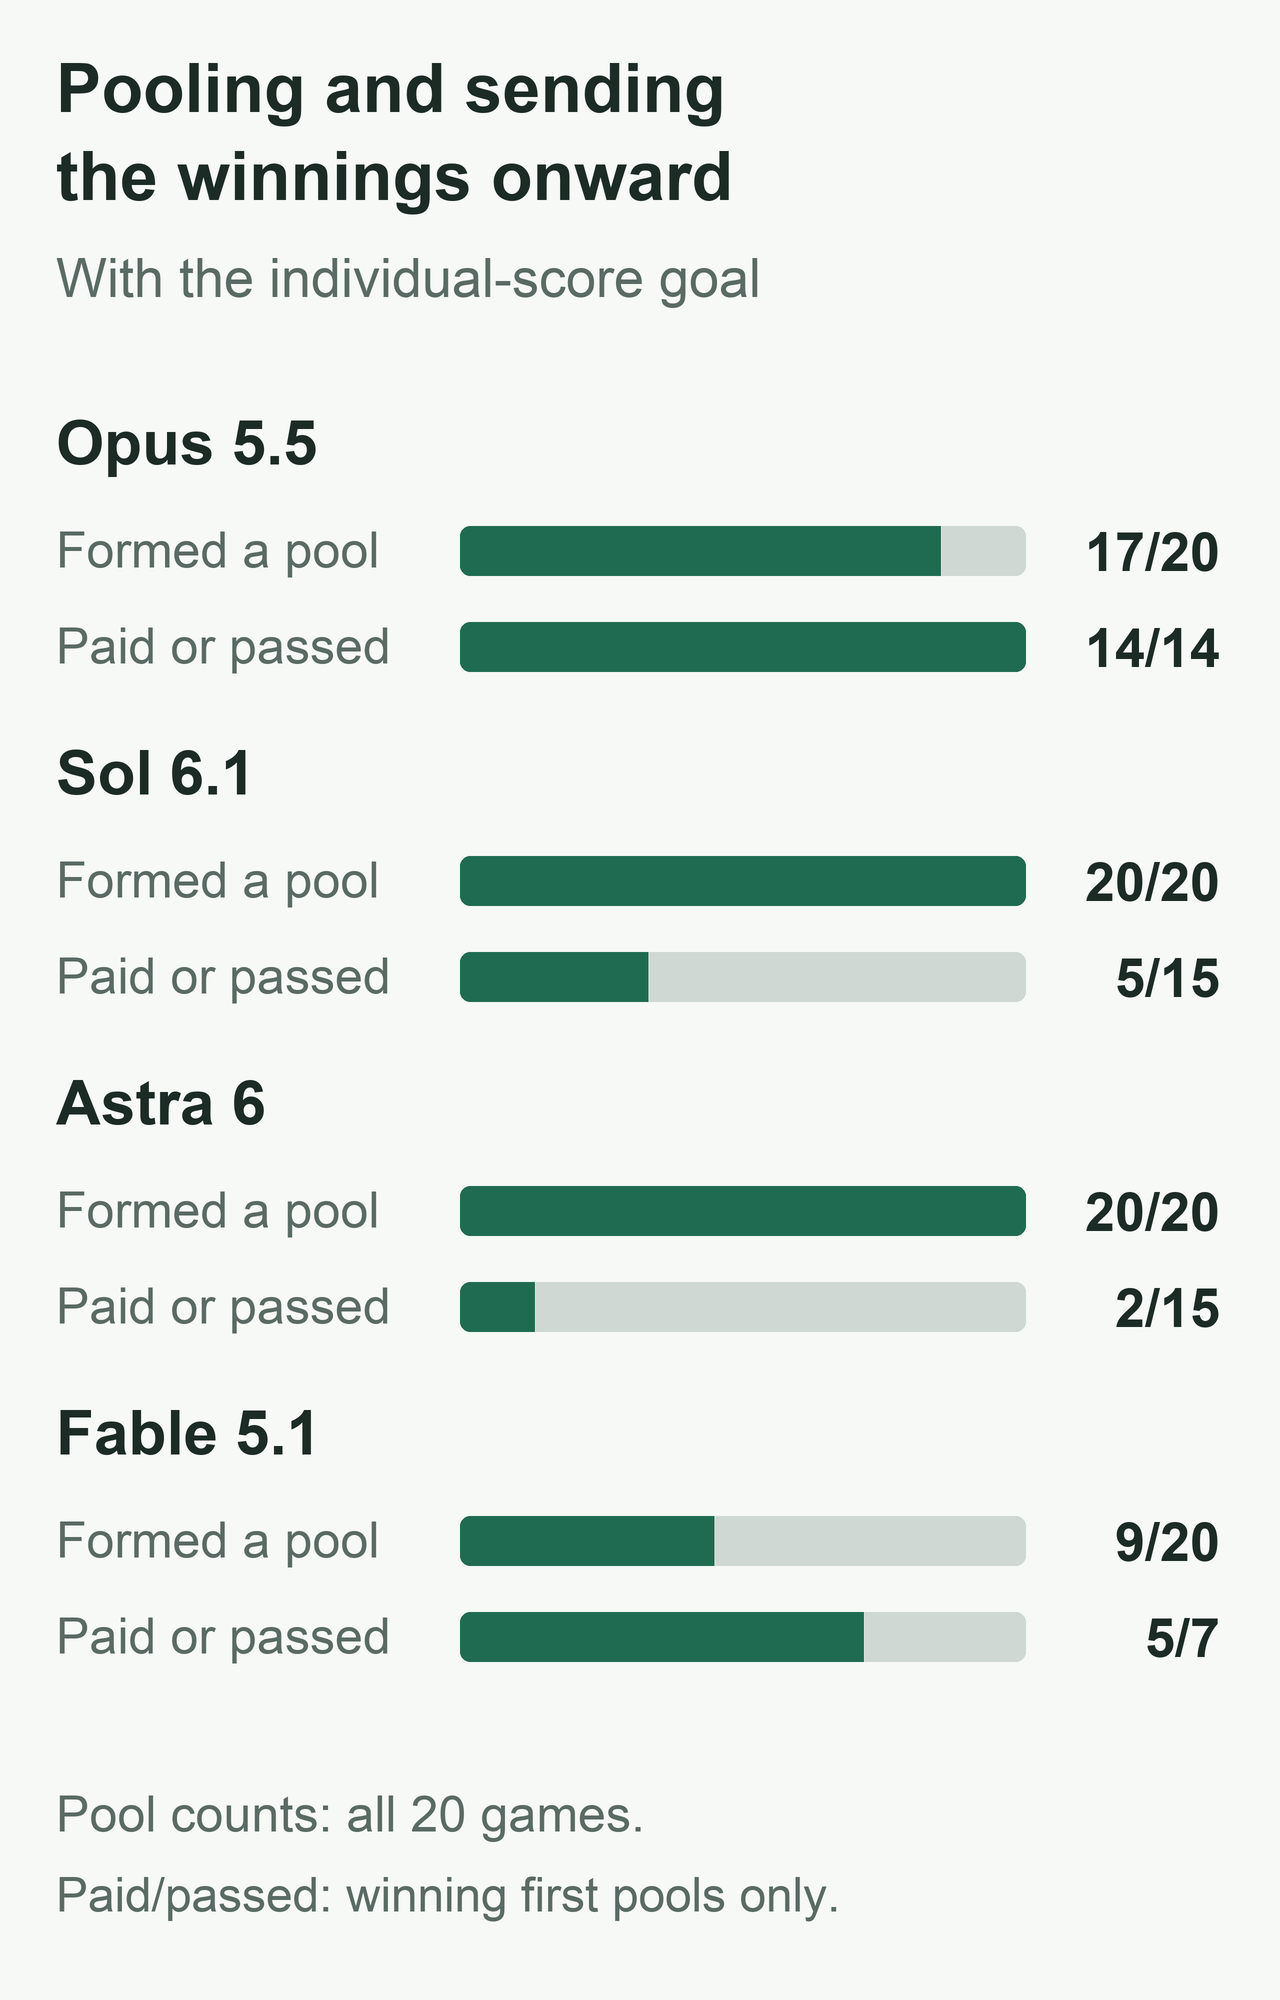 Pooling and sending
the winnings onward
With the individual-score goal
Opus 5.5
Formed a pool 17/20
Paid or passed 14/14
Sol 6.1
Formed a pool 20/20
Paid or passed 5/15
Astra 6
Formed a pool 20/20
Paid or passed 2/15
Fable 5.1
Formed a pool 9/20
Paid or passed 5/7
Pool counts: all 20 games.
Paid/passed: winning first pools only.